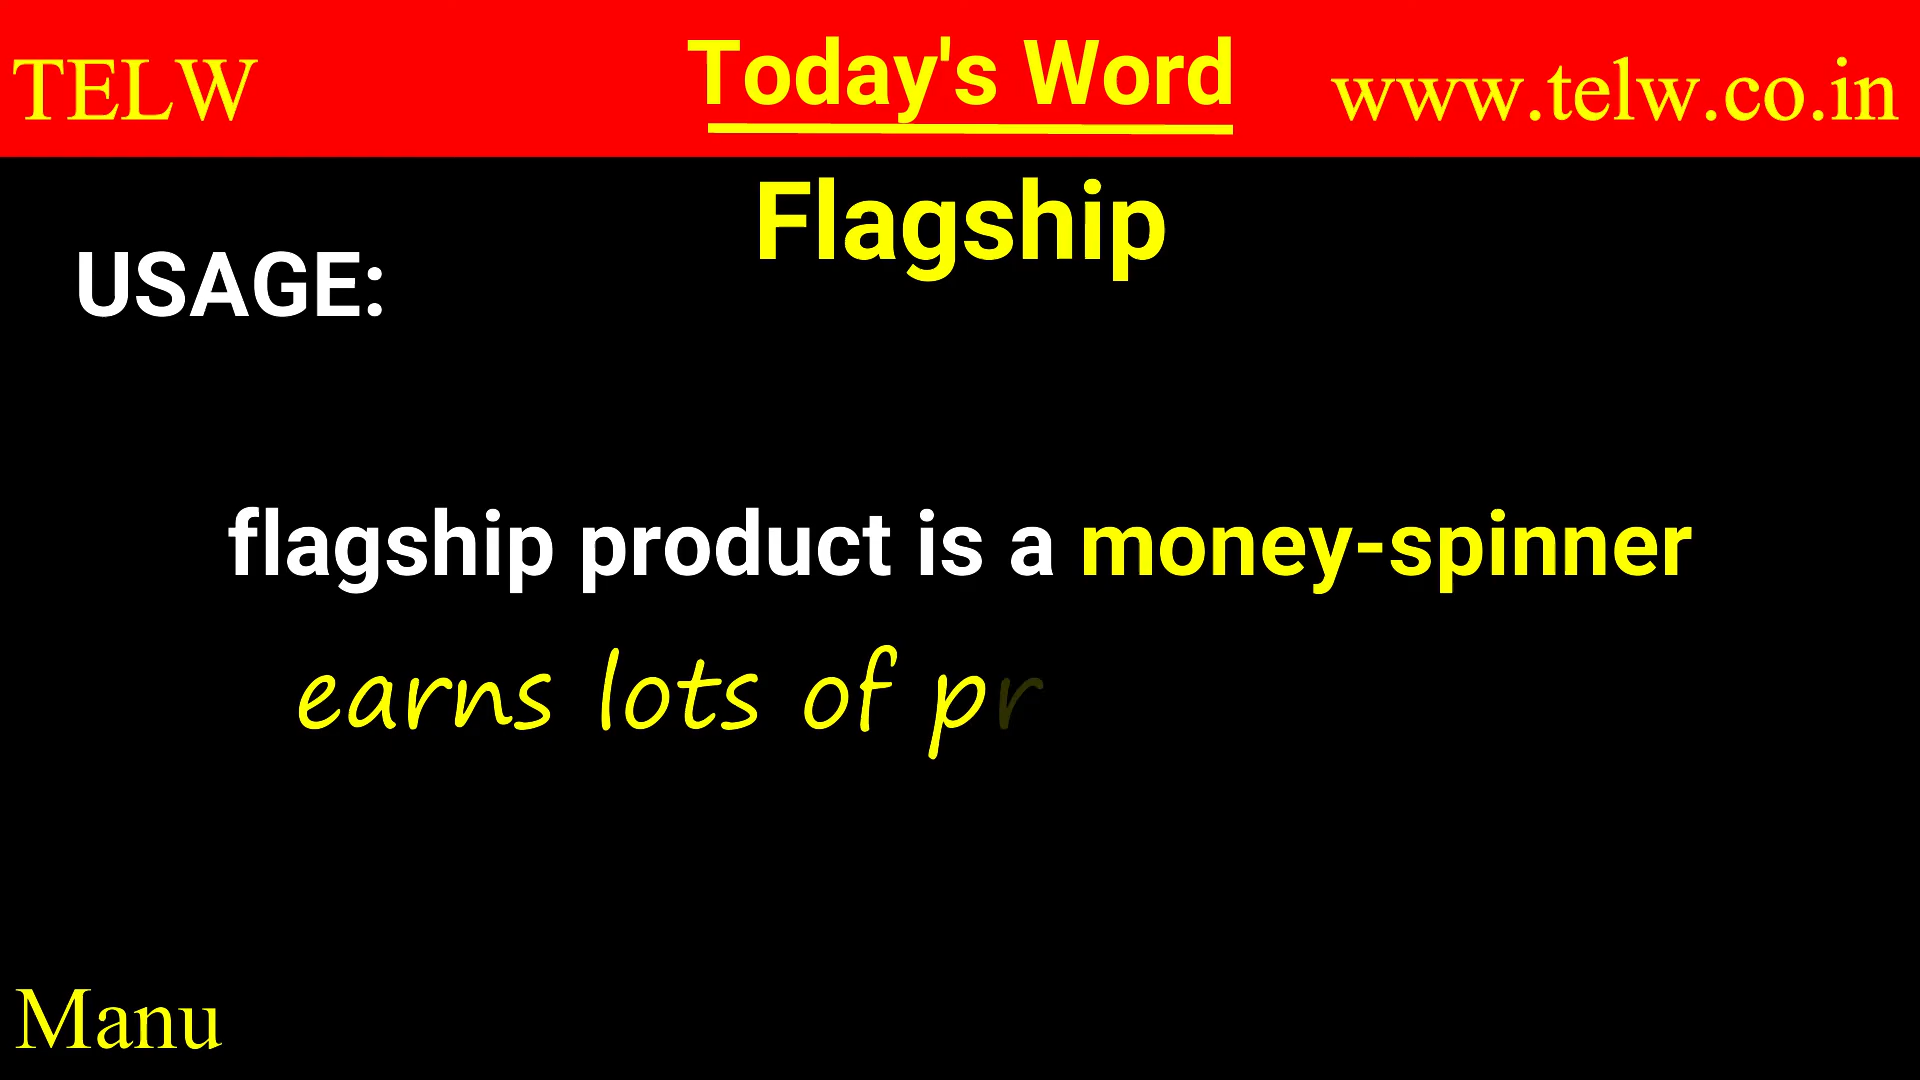 TELW Today's Word www.telw.co.in
Flagship
USAGE:
flagship product is a money-spinner
earns lots of pr
Manu